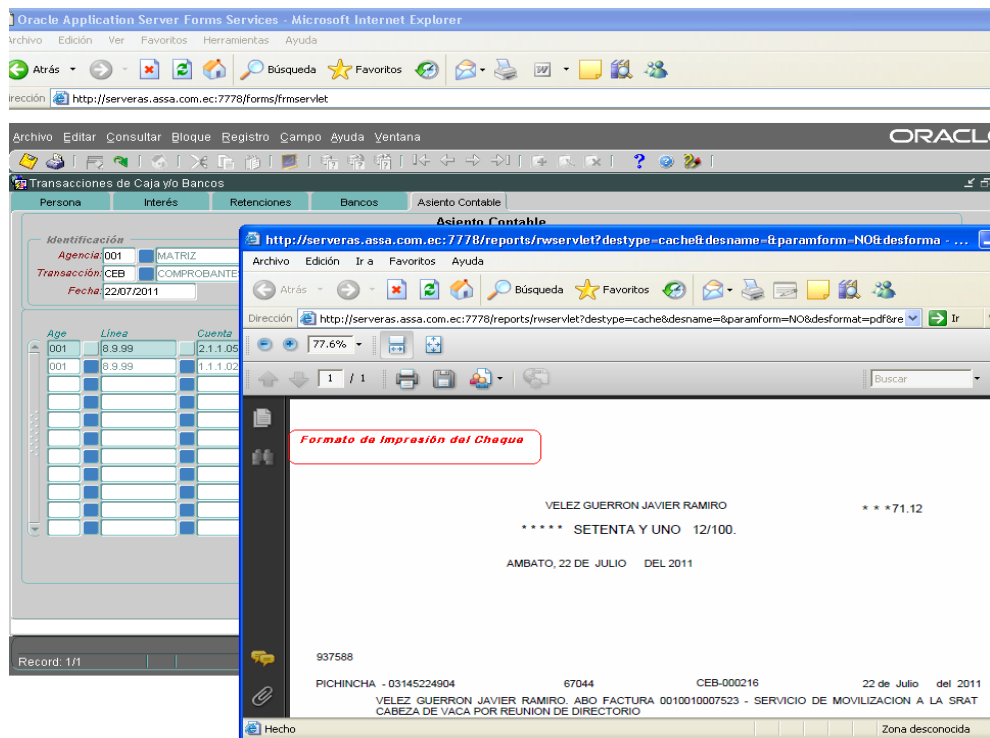 Oracle Application Server Forms Services - Microsoft Internet Explorer
Archivo Edición Ver Favoritos Herramientas Ayuda
Atrás Búsqueda Favoritos
rección http://serveras.assa.com.ec:7778/forms/frmservlet
Archivo Editar Consultar Bloque Registro Campo Ayuda Ventana ORACL
Transacciones de Caja y/o Bancos
Persona Interés Retenciones Bancos Asiento Contable
Asiento Contable
Identificación
Agencia: 001 MATRIZ
Transacción: CEB COMPROBANTE
Fecha: 22/07/2011
Age Línea Cuenta
001 8.9.99 2.1.1.05
001 8.9.99 1.1.1.02
Record: 1/1
http://serveras.assa.com.ec:7778/reports/rwservlet?destype=cache&desname=&paramform=NO&desforma - ...
Archivo Edición Ir a Favoritos Ayuda
Atrás Búsqueda Favoritos
Dirección http://serveras.assa.com.ec:7778/reports/rwservlet?destype=cache&desname=&paramform=NO&desformat=pdf&re Ir
77.6%
1 / 1 Buscar
Formato de Impresión del Cheque
VELEZ GUERRON JAVIER RAMIRO * * *71.12
* * * * * SETENTA Y UNO 12/100.
AMBATO, 22 DE JULIO DEL 2011
937588
PICHINCHA - 03145224904 67044 CEB-000216 22 de Julio del 2011
VELEZ GUERRON JAVIER RAMIRO. ABO FACTURA 0010010007523 - SERVICIO DE MOVILIZACION A LA SRAT
CABEZA DE VACA POR REUNION DE DIRECTORIO
Hecho Zona desconocida